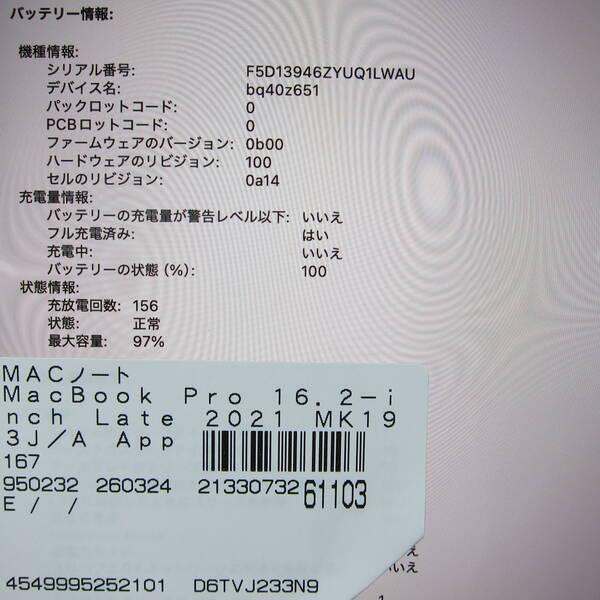 バッテリー情報:
機種情報:
シリアル番号: F5D13946ZYUQ1LWAU
デバイス名: bq40z651
パックロットコード: 0
PCBロットコード: 0
ファームウェアのバージョン: 0b00
ハードウェアのリビジョン: 100
セルのリビジョン: 0a14
充電量情報:
バッテリーの充電量が警告レベル以下: いいえ
フル充電済み: はい
充電中: いいえ
バッテリーの状態 (%): 100
状態情報:
充放電回数: 156
状態: 正常
最大容量: 97%
MACノート
MacBook Pro 16.2-i
nch Late 2021 MK19
3J/A App
167
950232 260324 21330732 61103
E / /
4549995252101 D6TVJ233N9
いえ
1